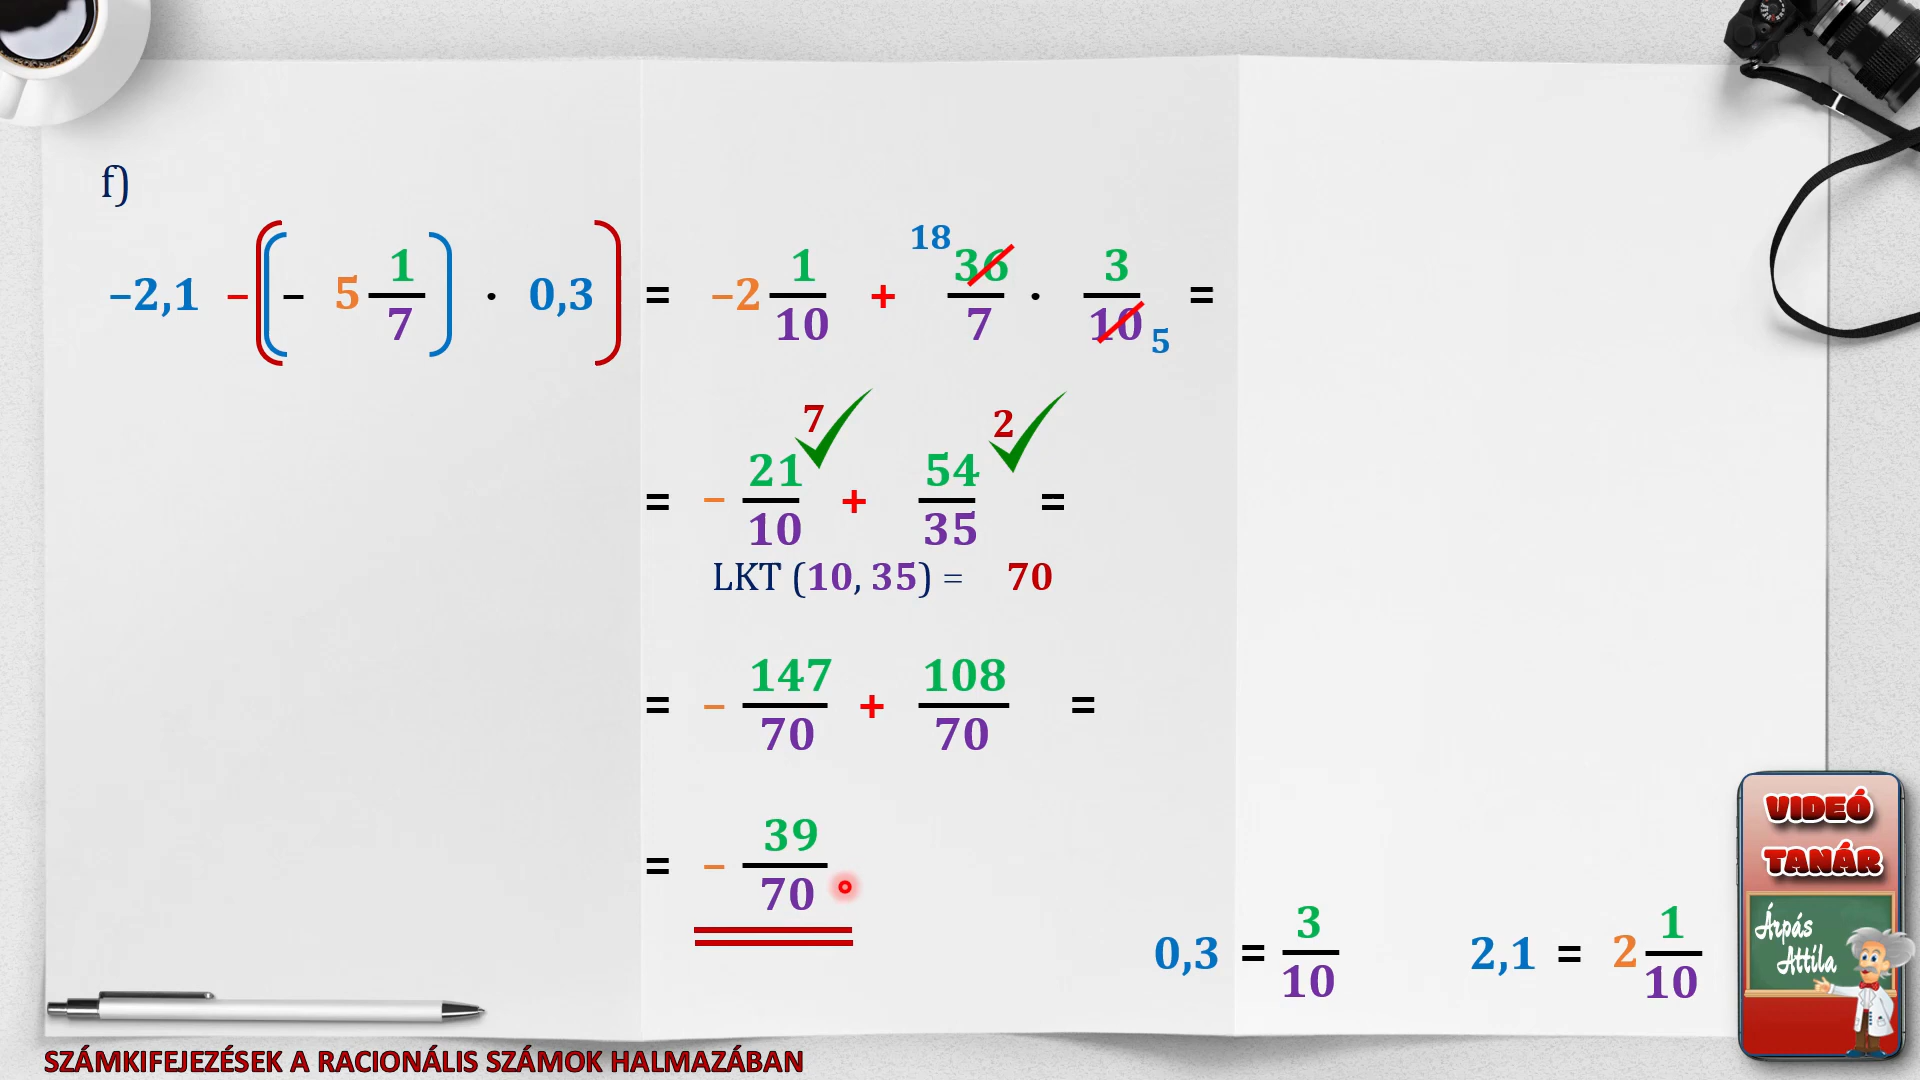 f)
−2,1 − ( ( − 5 1/7 ) · 0,3 ) = −2 1/10 + 18 36/7 · 3/10 5 =
= − 21/10 7 + 54/35 2 =
LKT (10, 35) = 70
= − 147/70 + 108/70 =
= − 39/70
0,3 = 3/10 2,1 = 2 1/10
VIDEÓ
TANÁR
Árpás
Attila
SZÁMKIFEJEZÉSEK A RACIONÁLIS SZÁMOK HALMAZÁBAN